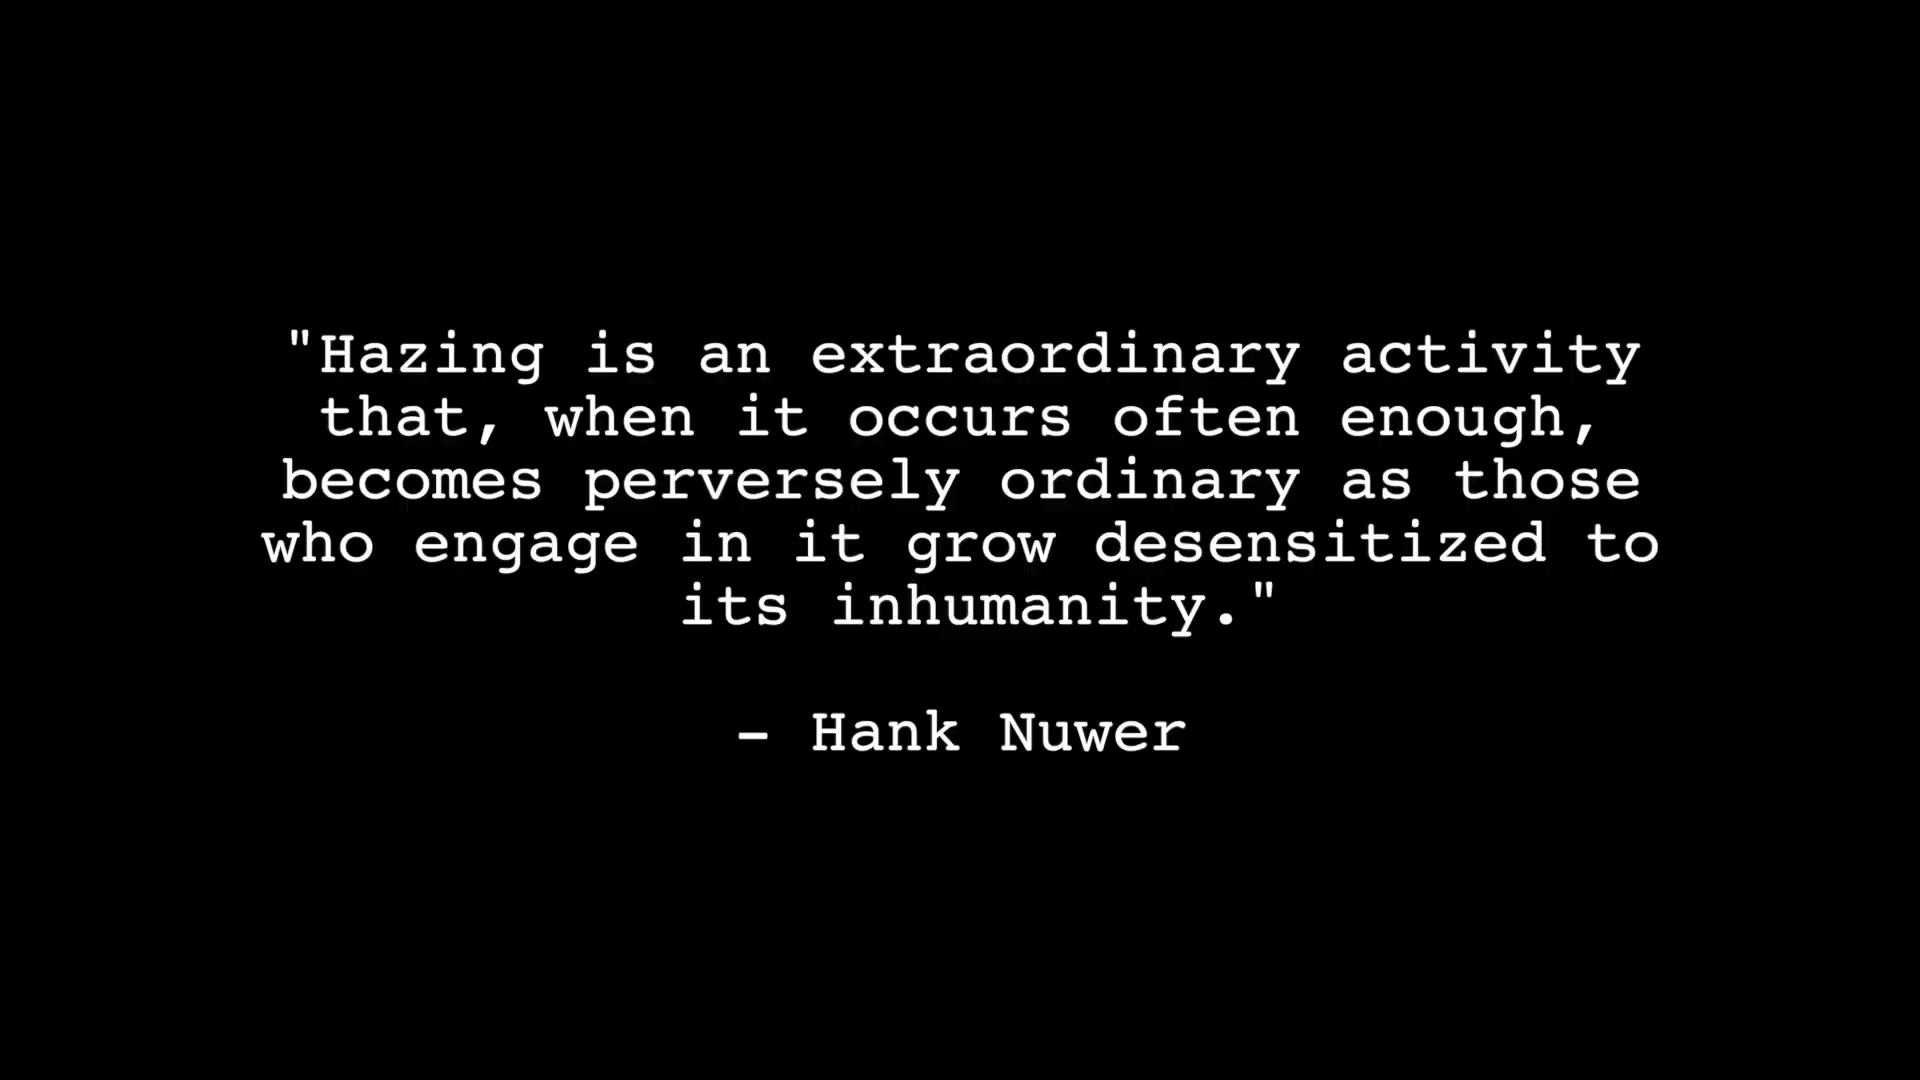 "Hazing is an extraordinary activity
that, when it occurs often enough,
becomes perversely ordinary as those
who engage in it grow desensitized to
its inhumanity."
- Hank Nuwer